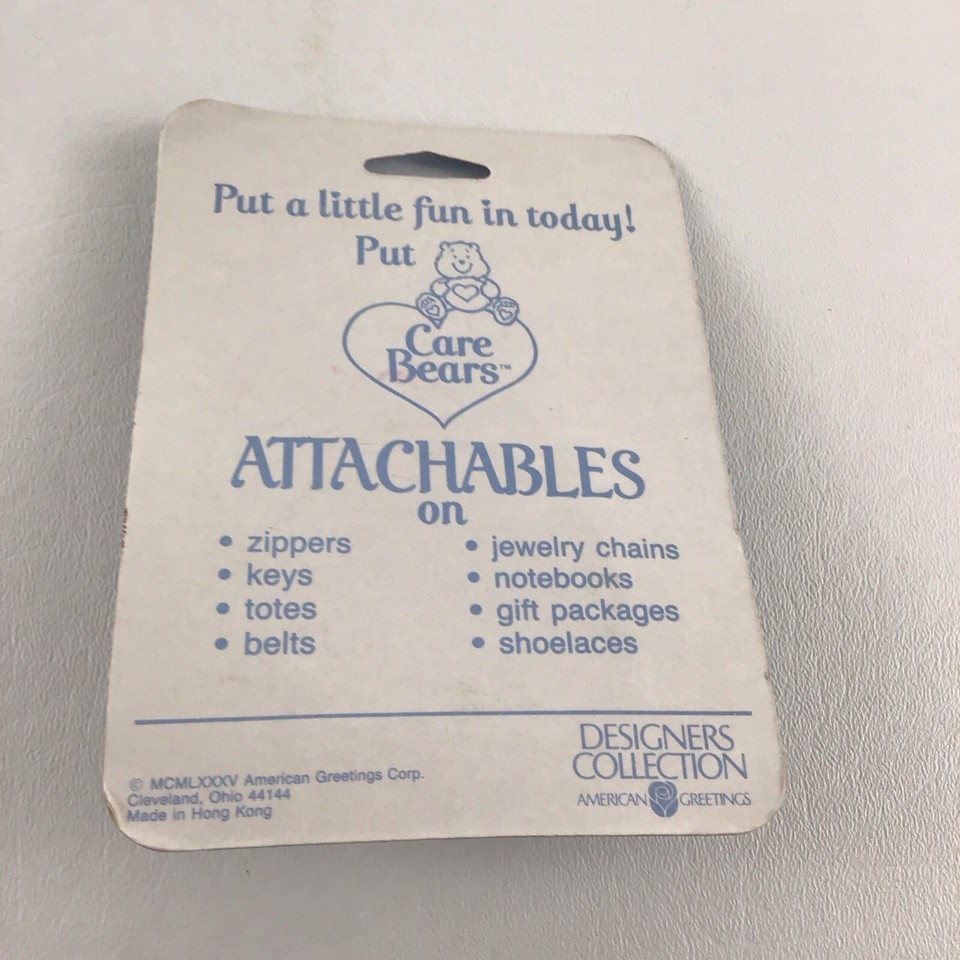 Put a little fun in today!
Put
Care
Bears™
ATTACHABLES
on
• zippers
• keys
• totes
• belts
• jewelry chains
• notebooks
• gift packages
• shoelaces
DESIGNERS
COLLECTION
AMERICAN GREETINGS
© MCMLXXXV American Greetings Corp.
Cleveland, Ohio 44144
Made in Hong Kong